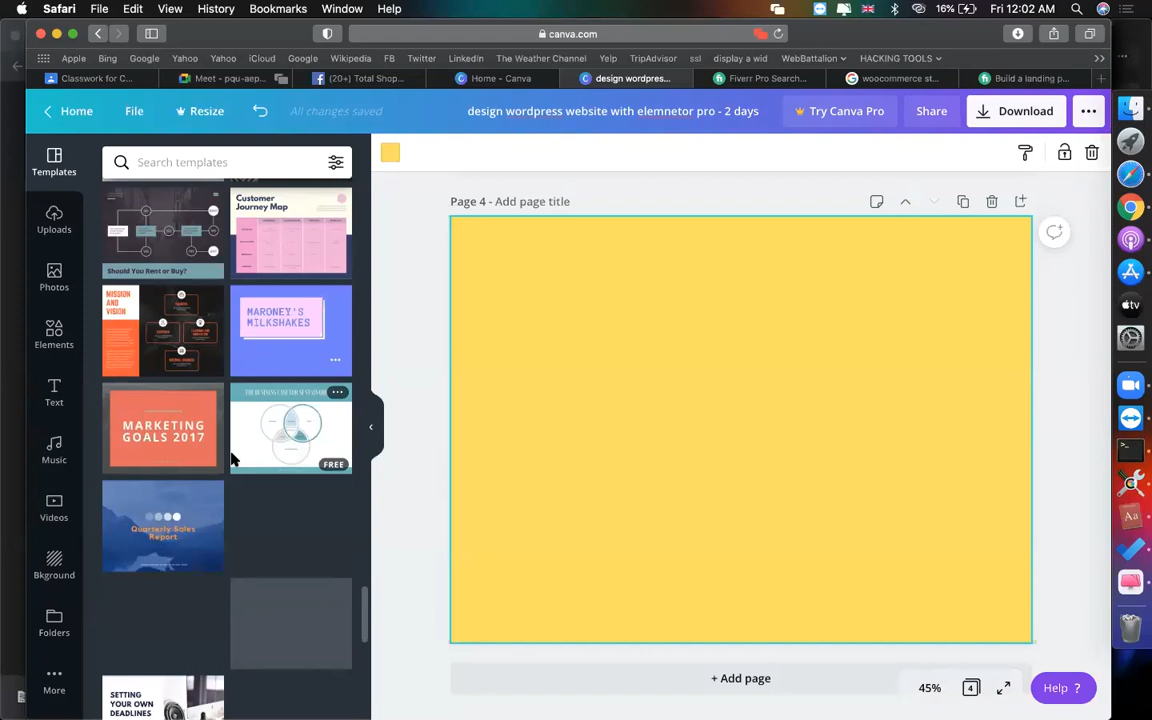 Safari File Edit View History Bookmarks Window Help 16% Fri 12:02 AM
canva.com
Apple Bing Google Yahoo Yahoo iCloud Google Wikipedia FB Twitter LinkedIn The Weather Channel Yelp TripAdvisor ssl display a wid WebBattalion HACKING TOOLS
Classwork for C... Meet - pqu-aep... (20+) Total Shop... Home - Canva design wordpres... Fiverr Pro Search... woocommerce st... Build a landing p...
Home File Resize All changes saved design wordpress website with elemnetor pro - 2 days Try Canva Pro Share Download
Templates
Uploads
Photos
Elements
Text
Music
Videos
Bkground
Folders
More
Search templates
Should You Rent or Buy?
Customer
Journey Map
MISSION
AND
VISION
MARONEY'S
MILKSHAKES
MARKETING
GOALS 2017
FREE
Quarterly Sales
Report
SETTING
YOUR OWN
DEADLINES
Page 4 - Add page title
+ Add page
45% 4 Help ?